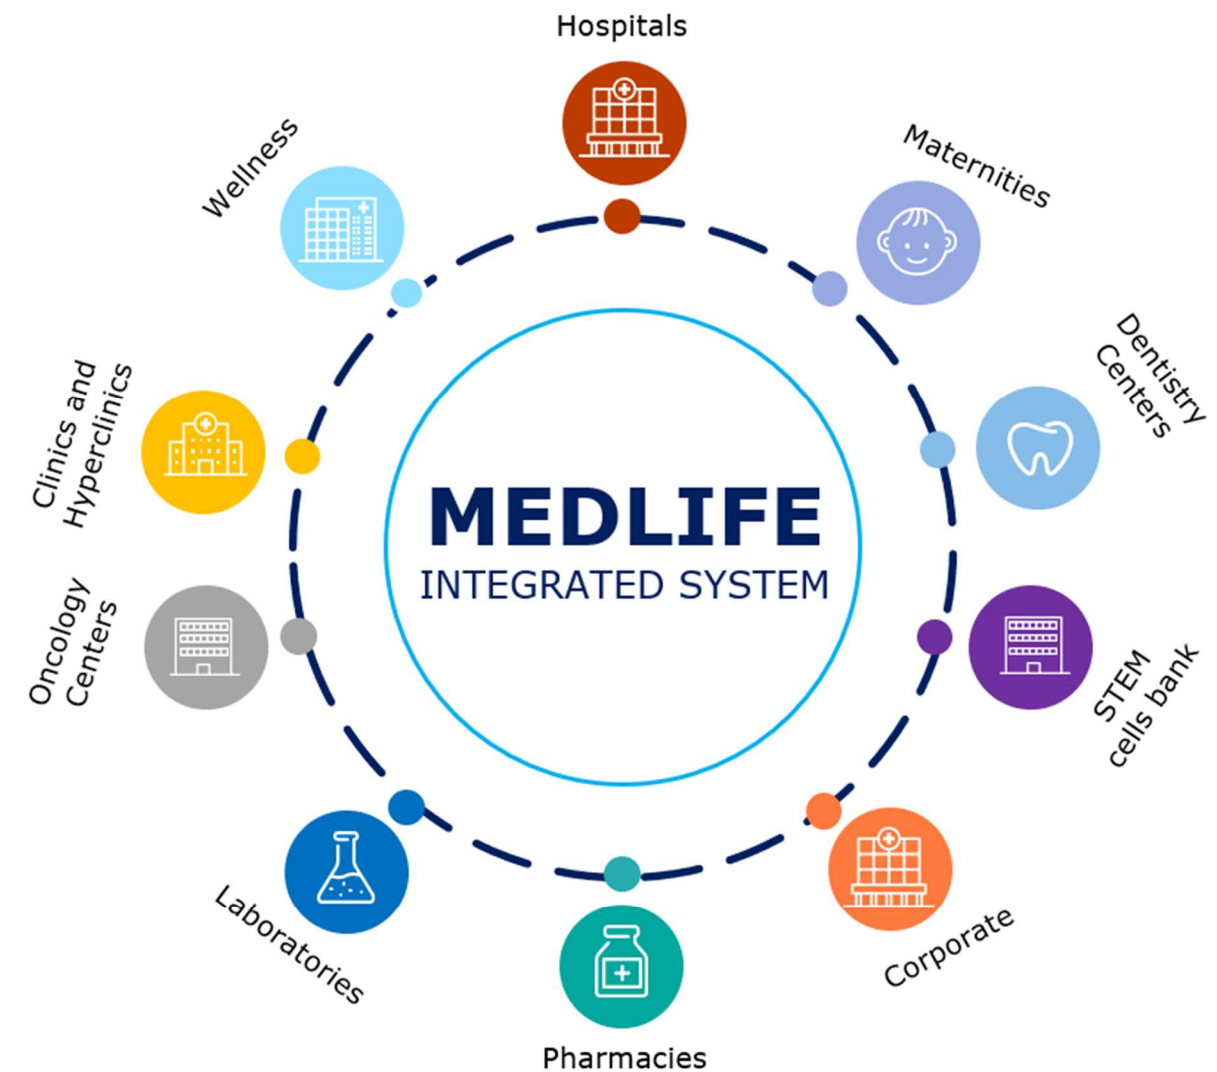 Hospitals
Maternities
Dentistry
Centers
STEM
cells bank
Corporate
Pharmacies
Laboratories
Oncology
Centers
Clinics and
Hyperclinics
Wellness
MEDLIFE
INTEGRATED SYSTEM